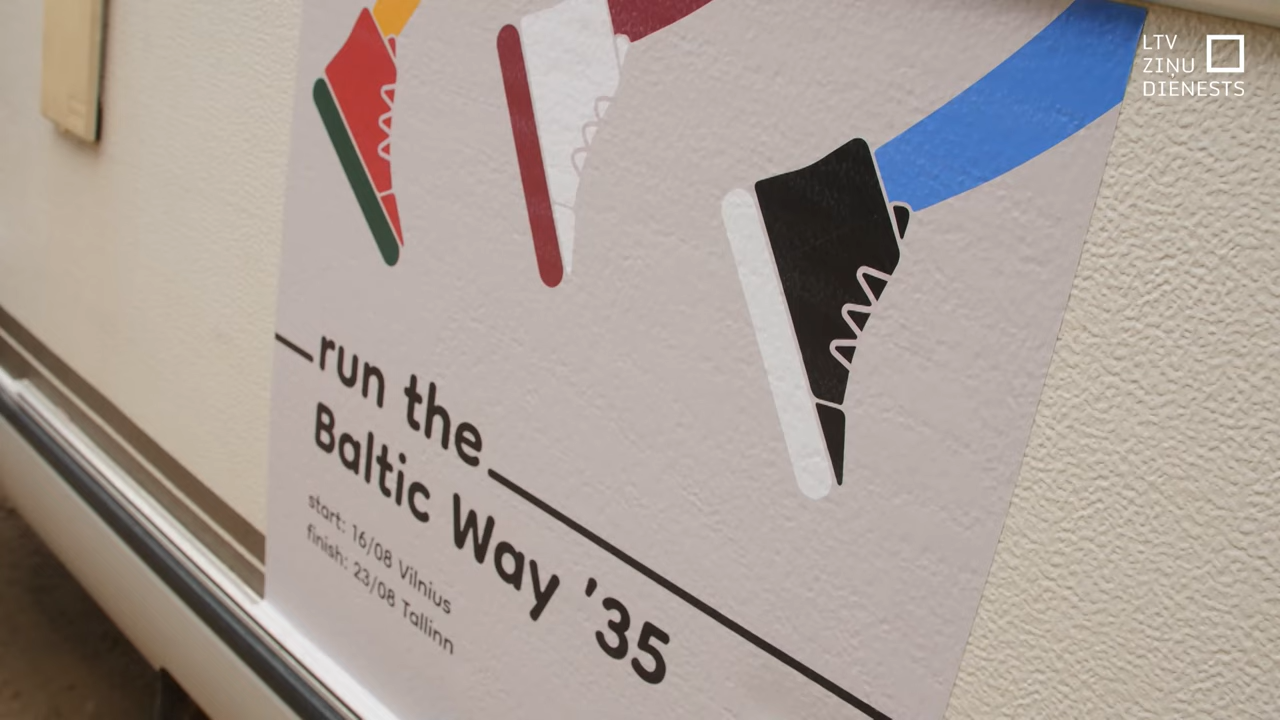 LTV
ZIŅU
DIENESTS
run the
Baltic Way '35
start: 16/08 Vilnius
finish: 23/08 Tallinn